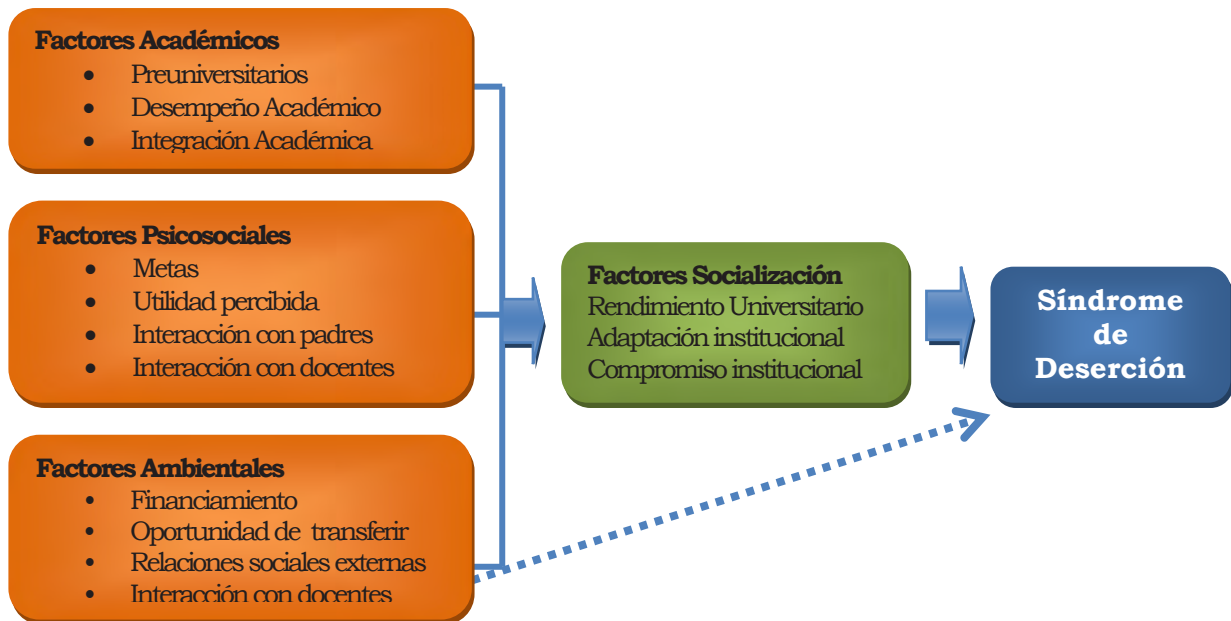 Factores Académicos
• Preuniversitarios
• Desempeño Académico
• Integración Académica
Factores Psicosociales
• Metas
• Utilidad percibida
• Interacción con padres
• Interacción con docentes
Factores Ambientales
• Financiamiento
• Oportunidad de transferir
• Relaciones sociales externas
• Interacción con docentes
Factores Socialización
Rendimiento Universitario
Adaptación institucional
Compromiso institucional
Síndrome
de
Deserción